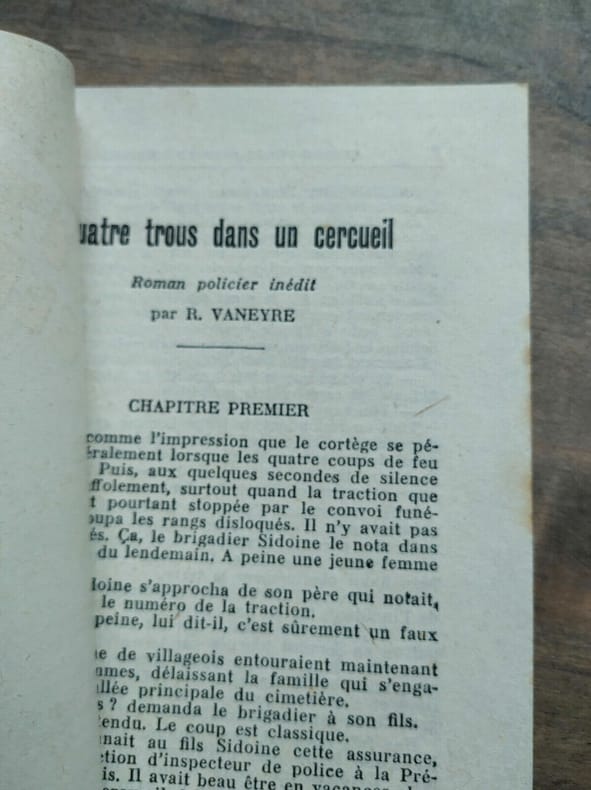 uatre trous dans un cercueil
Roman policier inédit
par R. VANEYRE
CHAPITRE PREMIER
comme l'impression que le cortège se pé-
éralement lorsque les quatre coups de feu
Puis, aux quelques secondes de silence
ffolement, surtout quand la traction que
t pourtant stoppée par le convoi funé-
oupa les rangs disloqués. Il n'y avait pas
és. Ça, le brigadier Sidoine le nota dans
du lendemain. A peine une jeune femme
doine s'approcha de son père qui notait,
le numéro de la traction.
peine, lui dit-il, c'est sûrement un faux
ne de villageois entouraient maintenant
mmes, délaissant la famille qui s'enga-
allée principale du cimetière.
s ? demanda le brigadier à son fils.
tendu. Le coup est classique.
nait au fils Sidoine cette assurance,
ction d'inspecteur de police à la Pré-
is. Il avait beau être en vacances